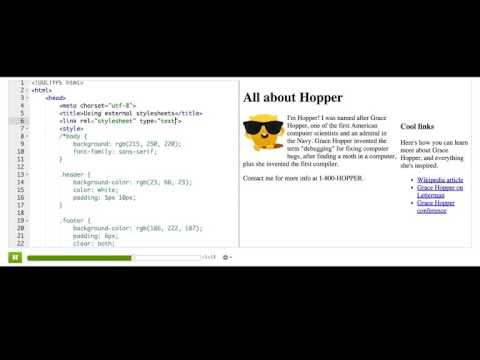 1 <!DOCTYPE html>
2 <html>
3 <head>
4 <meta charset="utf-8">
5 <title>Using external stylesheets</title>
6 <link rel="stylesheet" type="text">
7 <style>
8 /*body {
9 background: rgb(215, 250, 220);
10 font-family: sans-serif;
11 }
12
13 .header {
14 background-color: rgb(23, 66, 23);
15 color: white;
16 padding: 5px 10px;
17 }
18
19 .footer {
20 background-color: rgb(186, 222, 187);
21 padding: 6px;
22 clear: both;
All about Hopper
I'm Hopper! I was named after Grace
Hopper, one of the first American
computer scientists and an admiral in
the Navy. Grace Hopper invented the
term "debugging" for fixing computer
bugs, after finding a moth in a computer,
plus she invented the first compiler.
Contact me for more info at 1-800-HOPPER.
Cool links
Here's how you can learn
more about Grace
Hopper, and everything
she's inspired.
Wikipedia article
Grace Hopper on
Letterman
Grace Hopper
conference